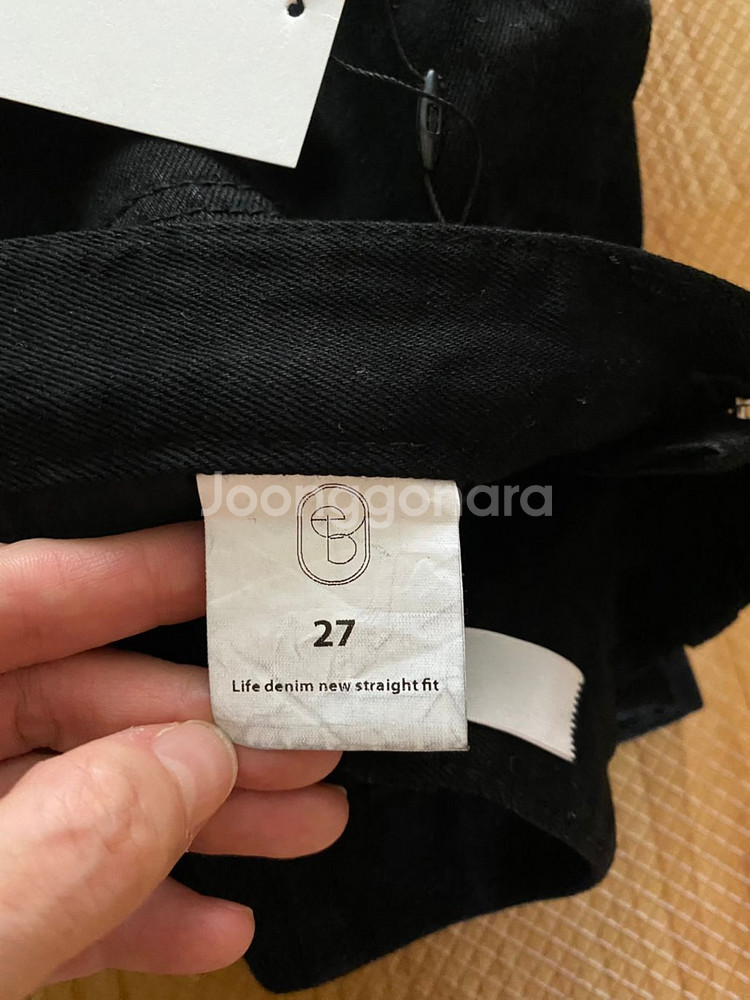 Joonggonara
27
Life denim new straight fit